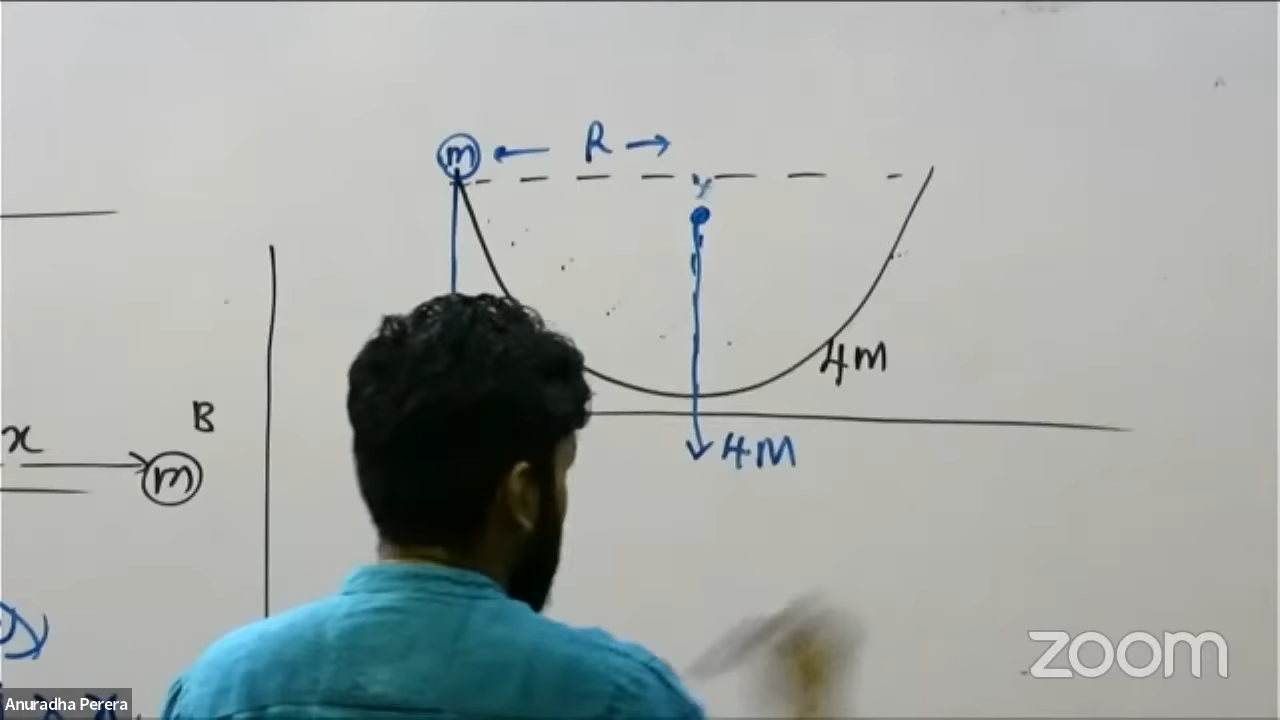 m ← R →
4M
4M
B
x
m
Anuradha Perera
zoom